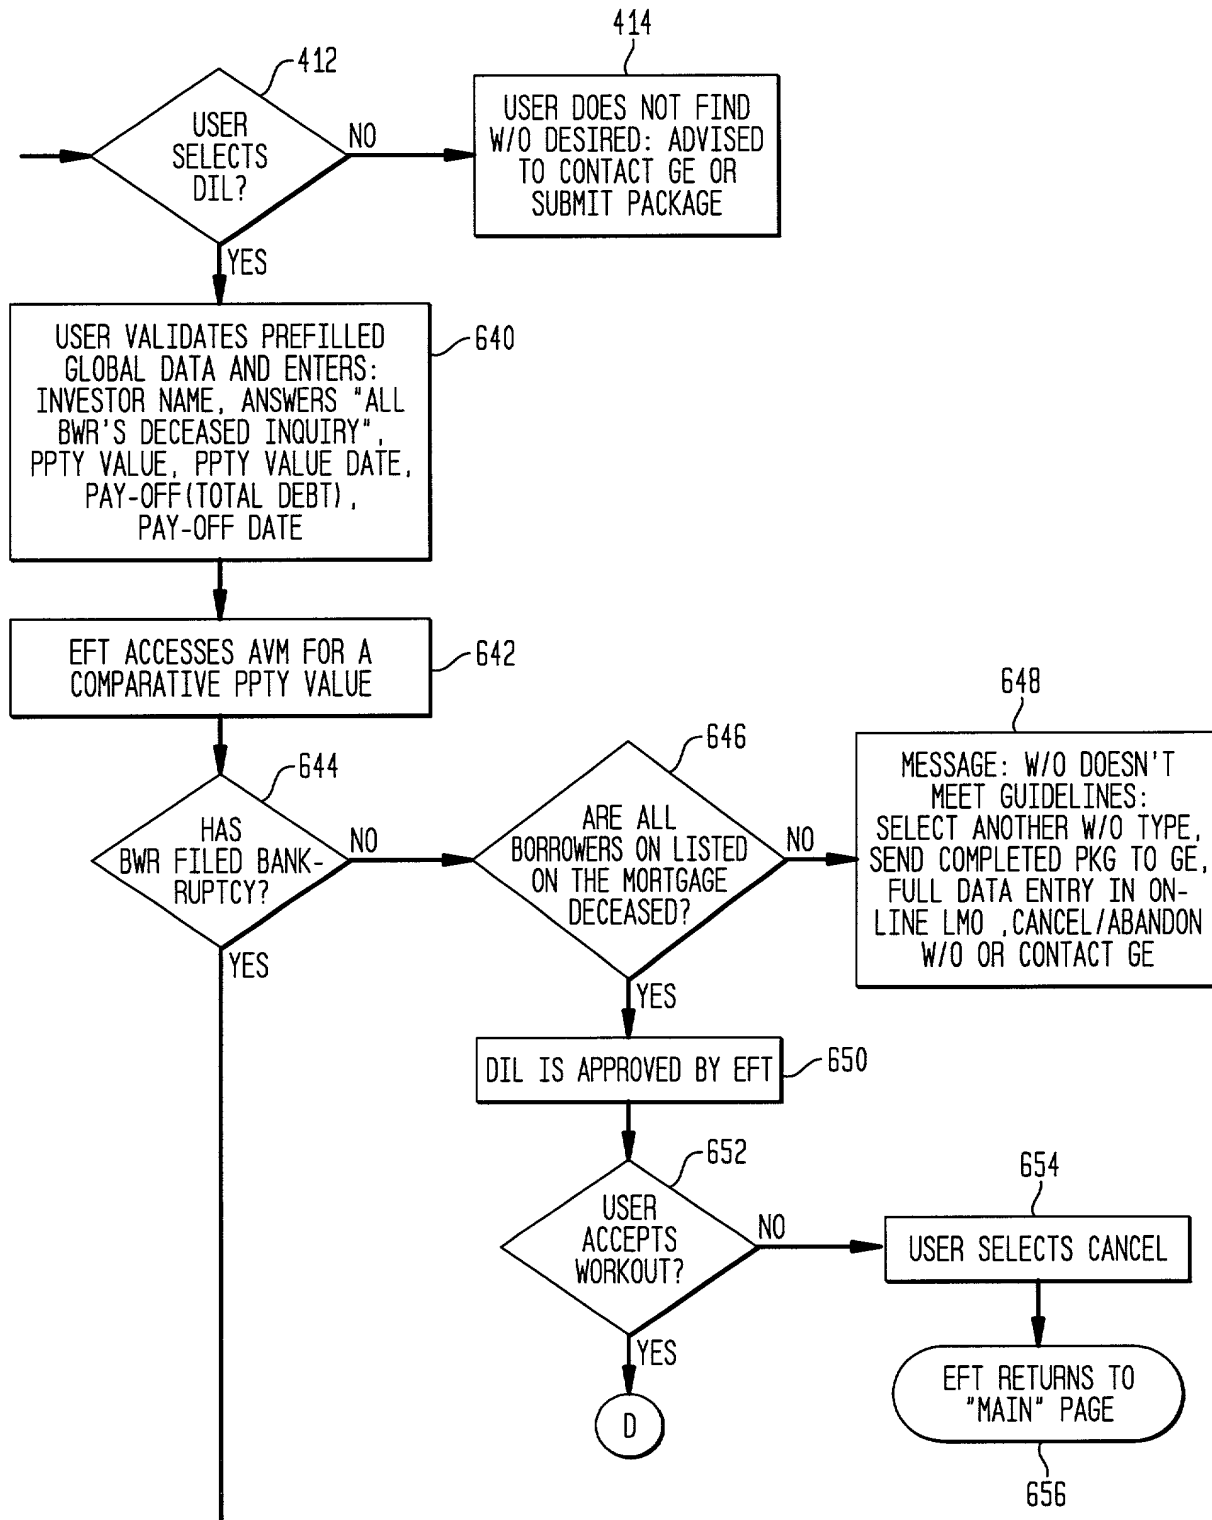 412
USER
SELECTS
DIL?
NO
YES
414
USER DOES NOT FIND
W/O DESIRED: ADVISED
TO CONTACT GE OR
SUBMIT PACKAGE
USER VALIDATES PREFILLED
GLOBAL DATA AND ENTERS:
INVESTOR NAME, ANSWERS "ALL
BWR'S DECEASED INQUIRY",
PPTY VALUE, PPTY VALUE DATE,
PAY-OFF(TOTAL DEBT),
PAY-OFF DATE
640
EFT ACCESSES AVM FOR A
COMPARATIVE PPTY VALUE
642
644
HAS
BWR FILED BANK-
RUPTCY?
NO
YES
646
ARE ALL
BORROWERS ON LISTED
ON THE MORTGAGE
DECEASED?
NO
YES
648
MESSAGE: W/O DOESN'T
MEET GUIDELINES:
SELECT ANOTHER W/O TYPE,
SEND COMPLETED PKG TO GE,
FULL DATA ENTRY IN ON-
LINE LMO ,CANCEL/ABANDON
W/O OR CONTACT GE
DIL IS APPROVED BY EFT
650
652
USER
ACCEPTS
WORKOUT?
NO
YES
654
USER SELECTS CANCEL
D
EFT RETURNS TO
"MAIN" PAGE
656